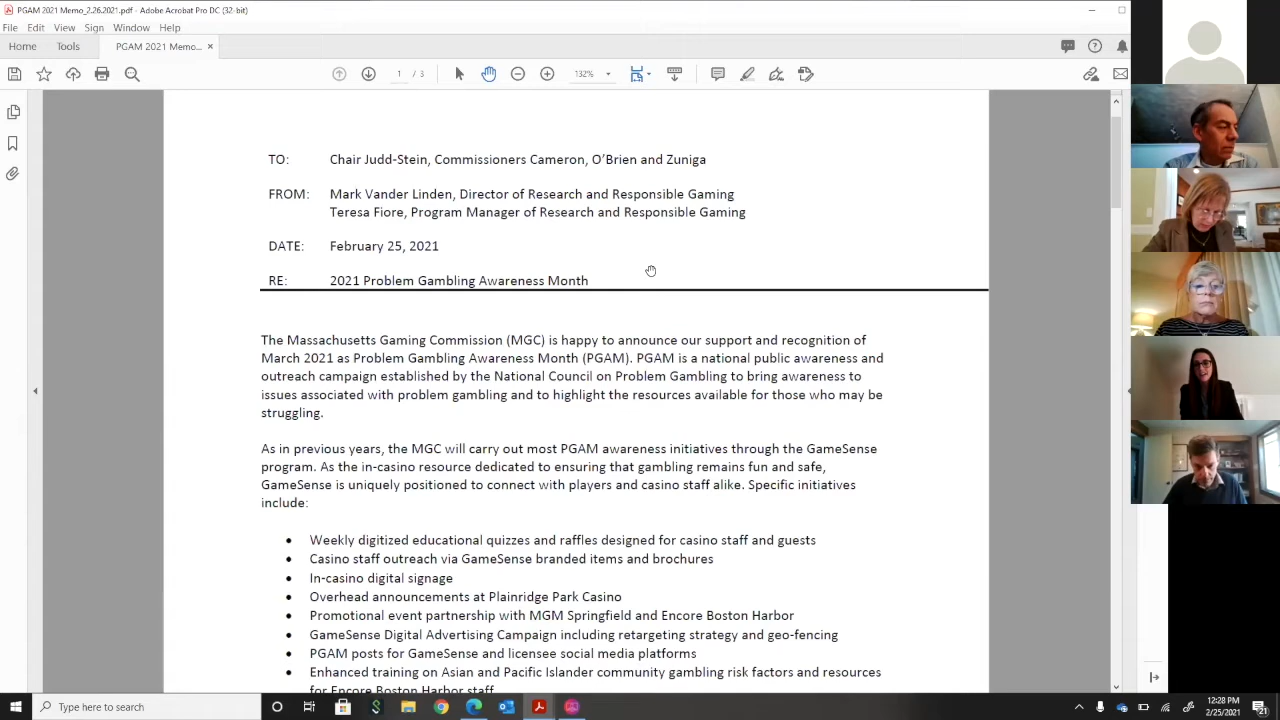 PGAM 2021 Memo_2.26.2021.pdf - Adobe Acrobat Pro DC (32-bit)
File Edit View Sign Window Help
Home Tools PGAM 2021 Memo... ×
1 / 3 132%
TO: Chair Judd-Stein, Commissioners Cameron, O’Brien and Zuniga
FROM: Mark Vander Linden, Director of Research and Responsible Gaming
Teresa Fiore, Program Manager of Research and Responsible Gaming
DATE: February 25, 2021
RE: 2021 Problem Gambling Awareness Month
The Massachusetts Gaming Commission (MGC) is happy to announce our support and recognition of
March 2021 as Problem Gambling Awareness Month (PGAM). PGAM is a national public awareness and
outreach campaign established by the National Council on Problem Gambling to bring awareness to
issues associated with problem gambling and to highlight the resources available for those who may be
struggling.
As in previous years, the MGC will carry out most PGAM awareness initiatives through the GameSense
program. As the in-casino resource dedicated to ensuring that gambling remains fun and safe,
GameSense is uniquely positioned to connect with players and casino staff alike. Specific initiatives
include:
• Weekly digitized educational quizzes and raffles designed for casino staff and guests
• Casino staff outreach via GameSense branded items and brochures
• In-casino digital signage
• Overhead announcements at Plainridge Park Casino
• Promotional event partnership with MGM Springfield and Encore Boston Harbor
• GameSense Digital Advertising Campaign including retargeting strategy and geo-fencing
• PGAM posts for GameSense and licensee social media platforms
• Enhanced training on Asian and Pacific Islander community gambling risk factors and resources
for Encore Boston Harbor staff
Type here to search
12:28 PM
2/25/2021
21